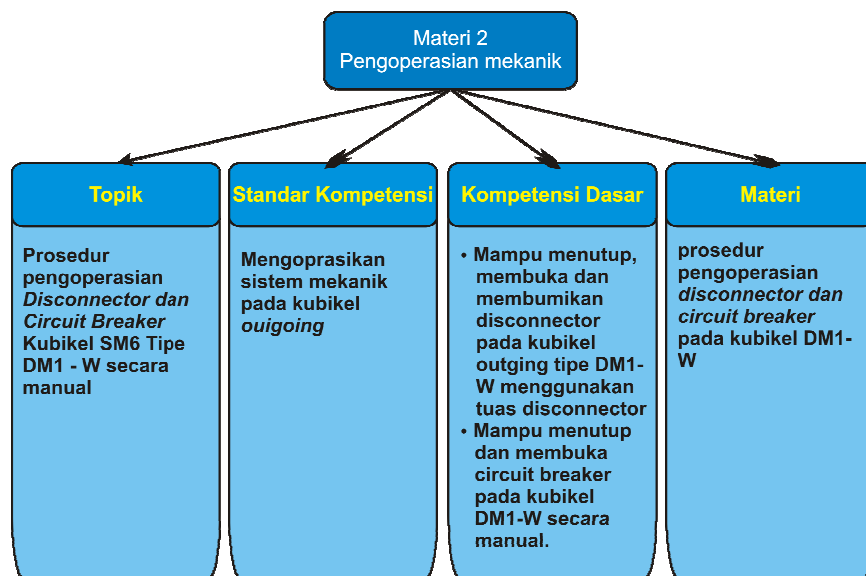 Materi 2
Pengoperasian mekanik
Topik
Prosedur
pengoperasian
Disconnector dan
Circuit Breaker
Kubikel SM6 Tipe
DM1 - W secara
manual
Standar Kompetensi
Mengoprasikan
sistem mekanik
pada kubikel
ouigoing
Kompetensi Dasar
• Mampu menutup,
membuka dan
membumikan
disconnector
pada kubikel
outging tipe DM1-
W menggunakan
tuas disconnector
• Mampu menutup
dan membuka
circuit breaker
pada kubikel
DM1-W secara
manual.
Materi
prosedur
pengoperasian
disconnector dan
circuit breaker
pada kubikel DM1-
W